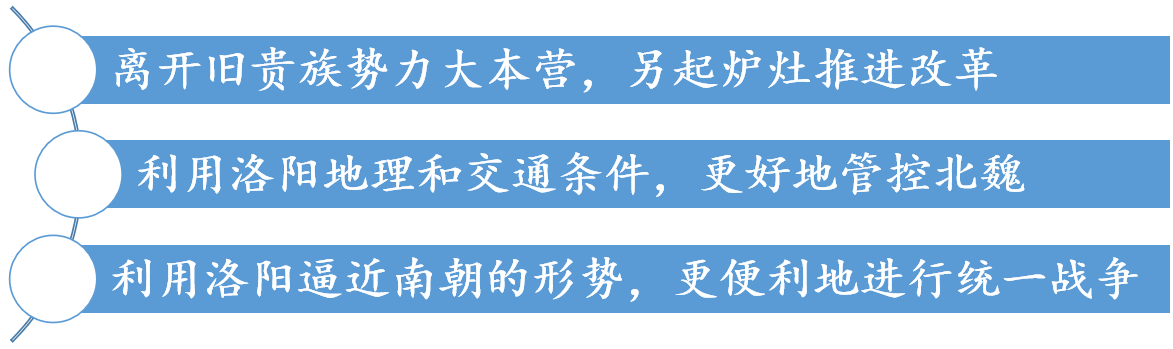 离开旧贵族势力大本营，另起炉灶推进改革
利用洛阳地理和交通条件，更好地管控北魏
利用洛阳逼近南朝的形势，更便利地进行统一战争